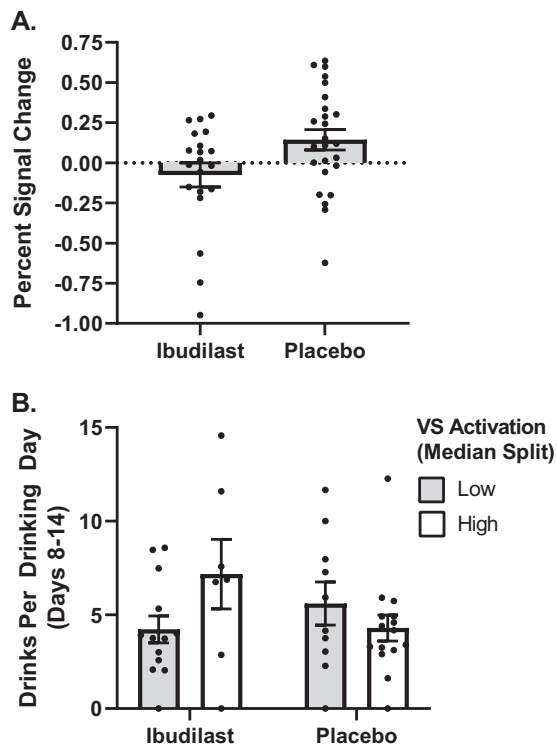 A.
Percent Signal Change
0.75
0.50
0.25
0.00
-0.25
-0.50
-0.75
-1.00
Ibudilast Placebo
B.
Drinks Per Drinking Day
(Days 8-14)
15
10
5
0
Ibudilast Placebo
VS Activation
(Median Split)
Low
High